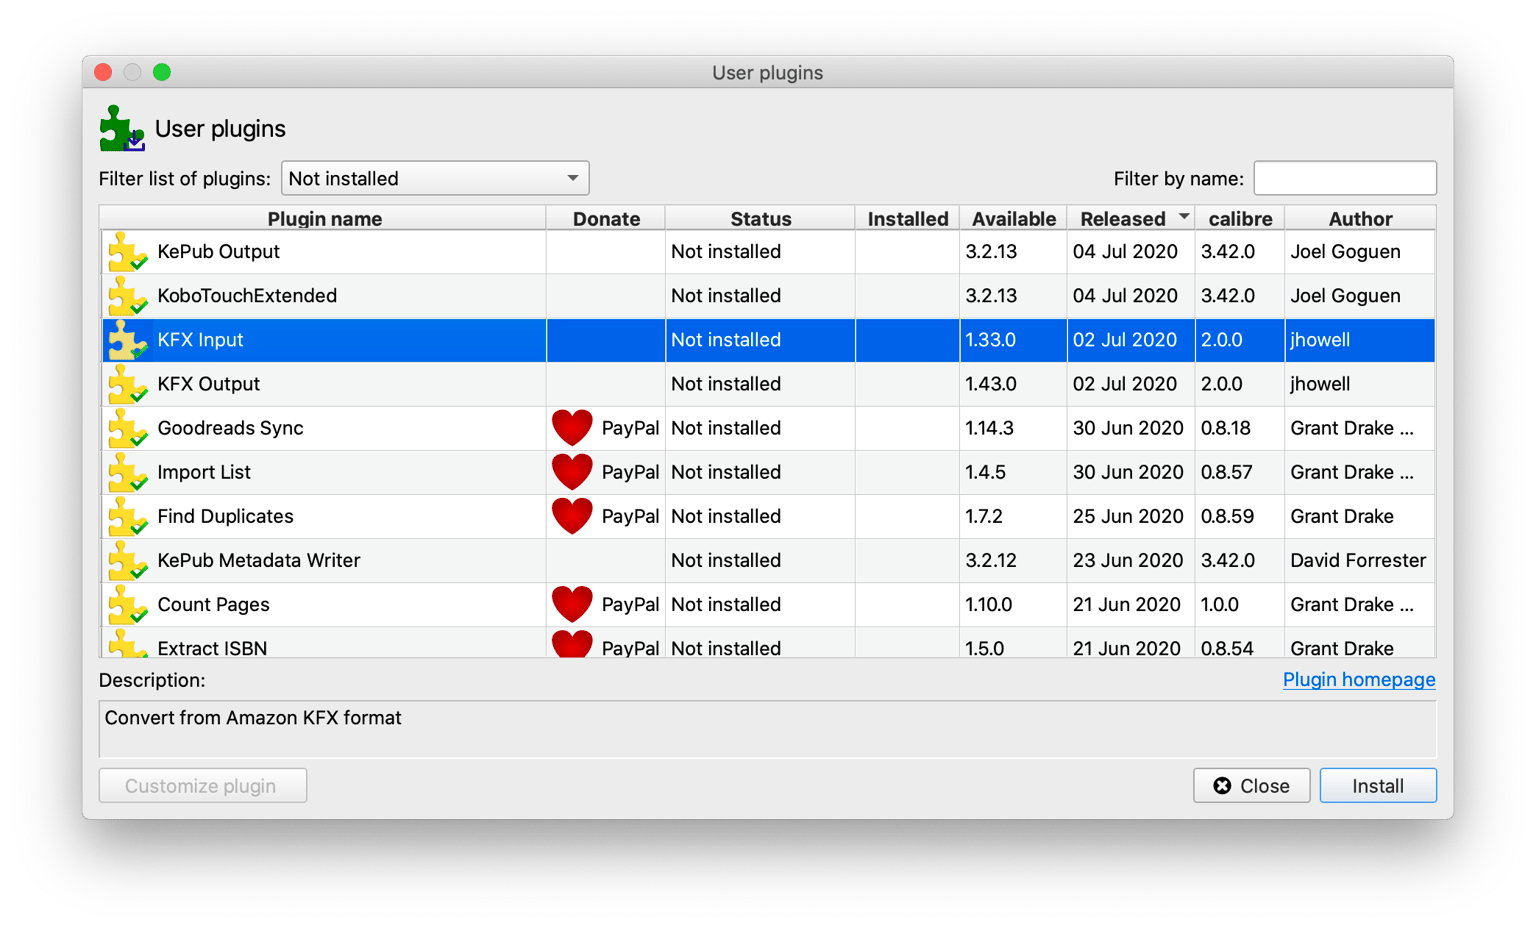 User plugins
User plugins
Filter list of plugins: Not installed Filter by name:
Plugin name Donate Status Installed Available Released calibre Author
KePub Output Not installed 3.2.13 04 Jul 2020 3.42.0 Joel Goguen
KoboTouchExtended Not installed 3.2.13 04 Jul 2020 3.42.0 Joel Goguen
KFX Input Not installed 1.33.0 02 Jul 2020 2.0.0 jhowell
KFX Output Not installed 1.43.0 02 Jul 2020 2.0.0 jhowell
Goodreads Sync PayPal Not installed 1.14.3 30 Jun 2020 0.8.18 Grant Drake ...
Import List PayPal Not installed 1.4.5 30 Jun 2020 0.8.57 Grant Drake ...
Find Duplicates PayPal Not installed 1.7.2 25 Jun 2020 0.8.59 Grant Drake
KePub Metadata Writer Not installed 3.2.12 23 Jun 2020 3.42.0 David Forrester
Count Pages PayPal Not installed 1.10.0 21 Jun 2020 1.0.0 Grant Drake ...
Extract ISBN PayPal Not installed 1.5.0 21 Jun 2020 0.8.54 Grant Drake
Description: Plugin homepage
Convert from Amazon KFX format
Customize plugin Close Install